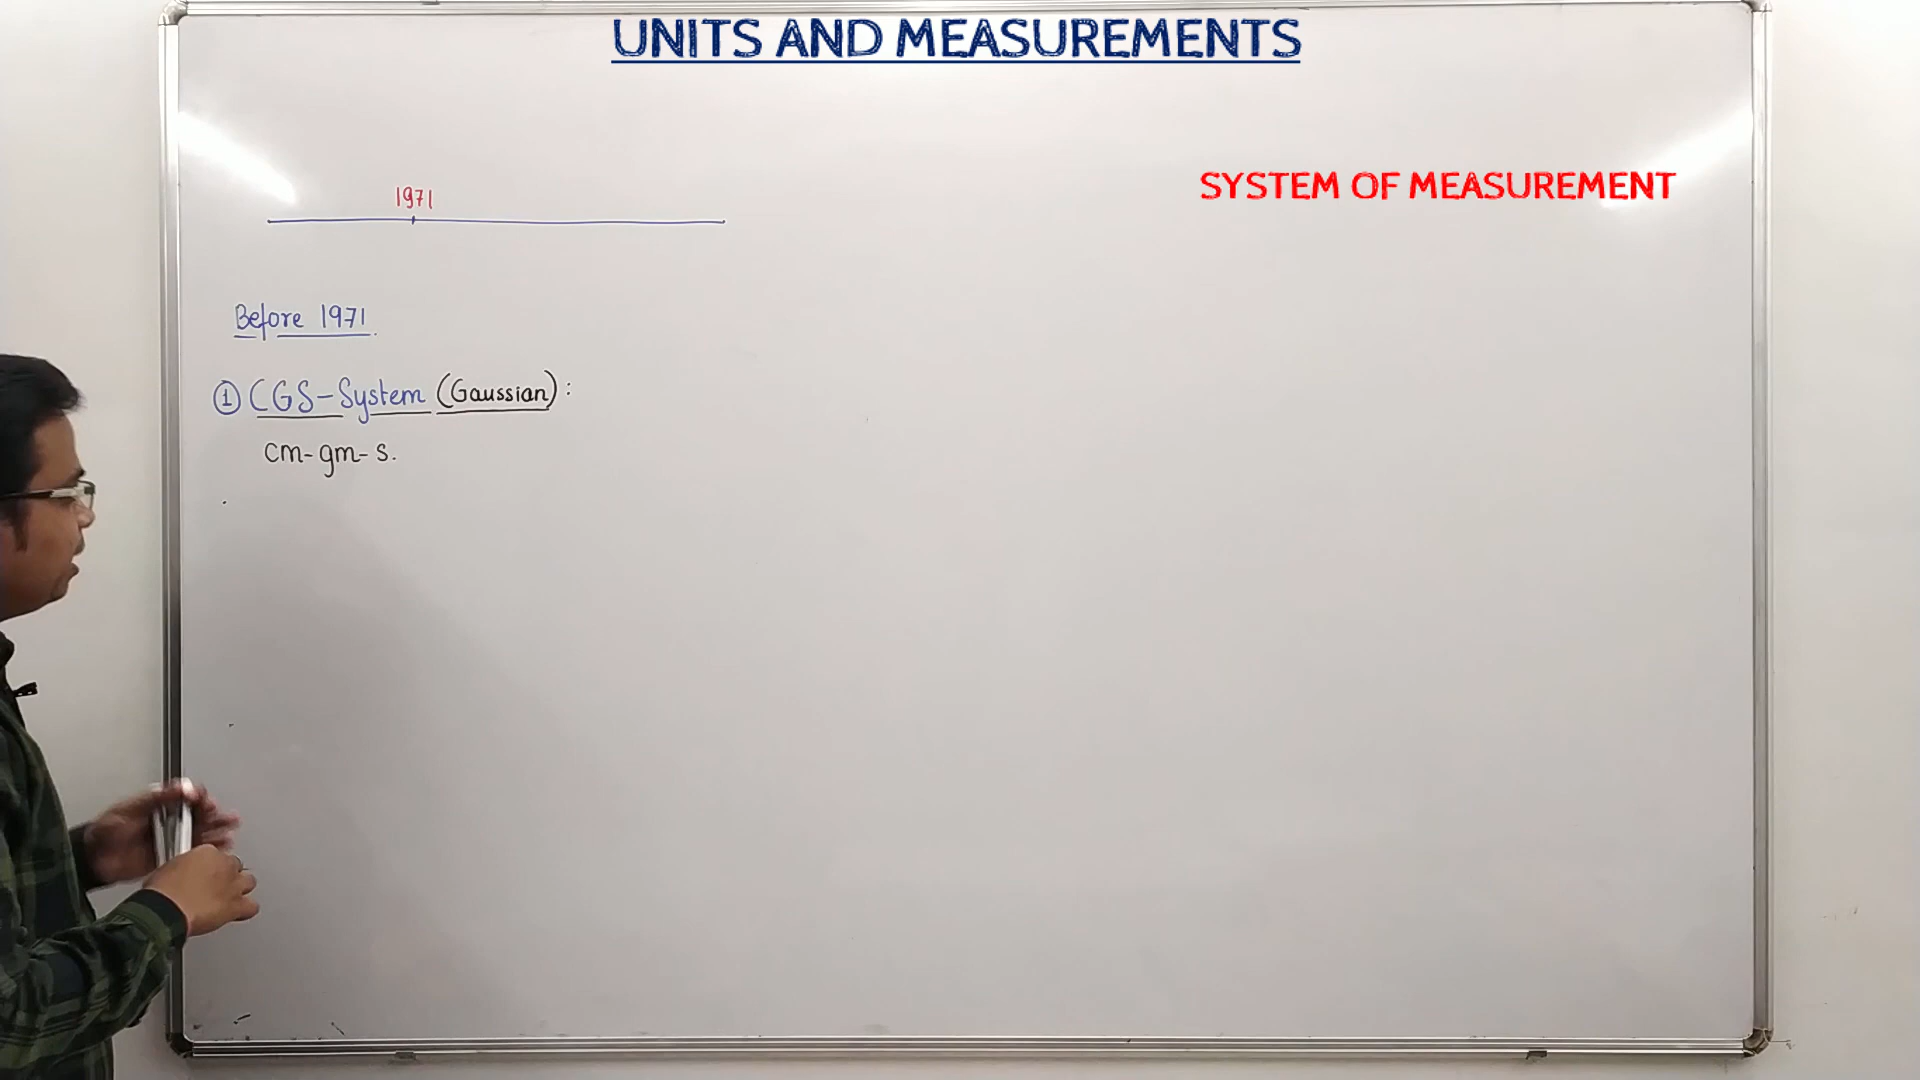 UNITS AND MEASUREMENTS
SYSTEM OF MEASUREMENT
1971
Before 1971.
① CGS-System (Gaussian):
cm-gm-s.